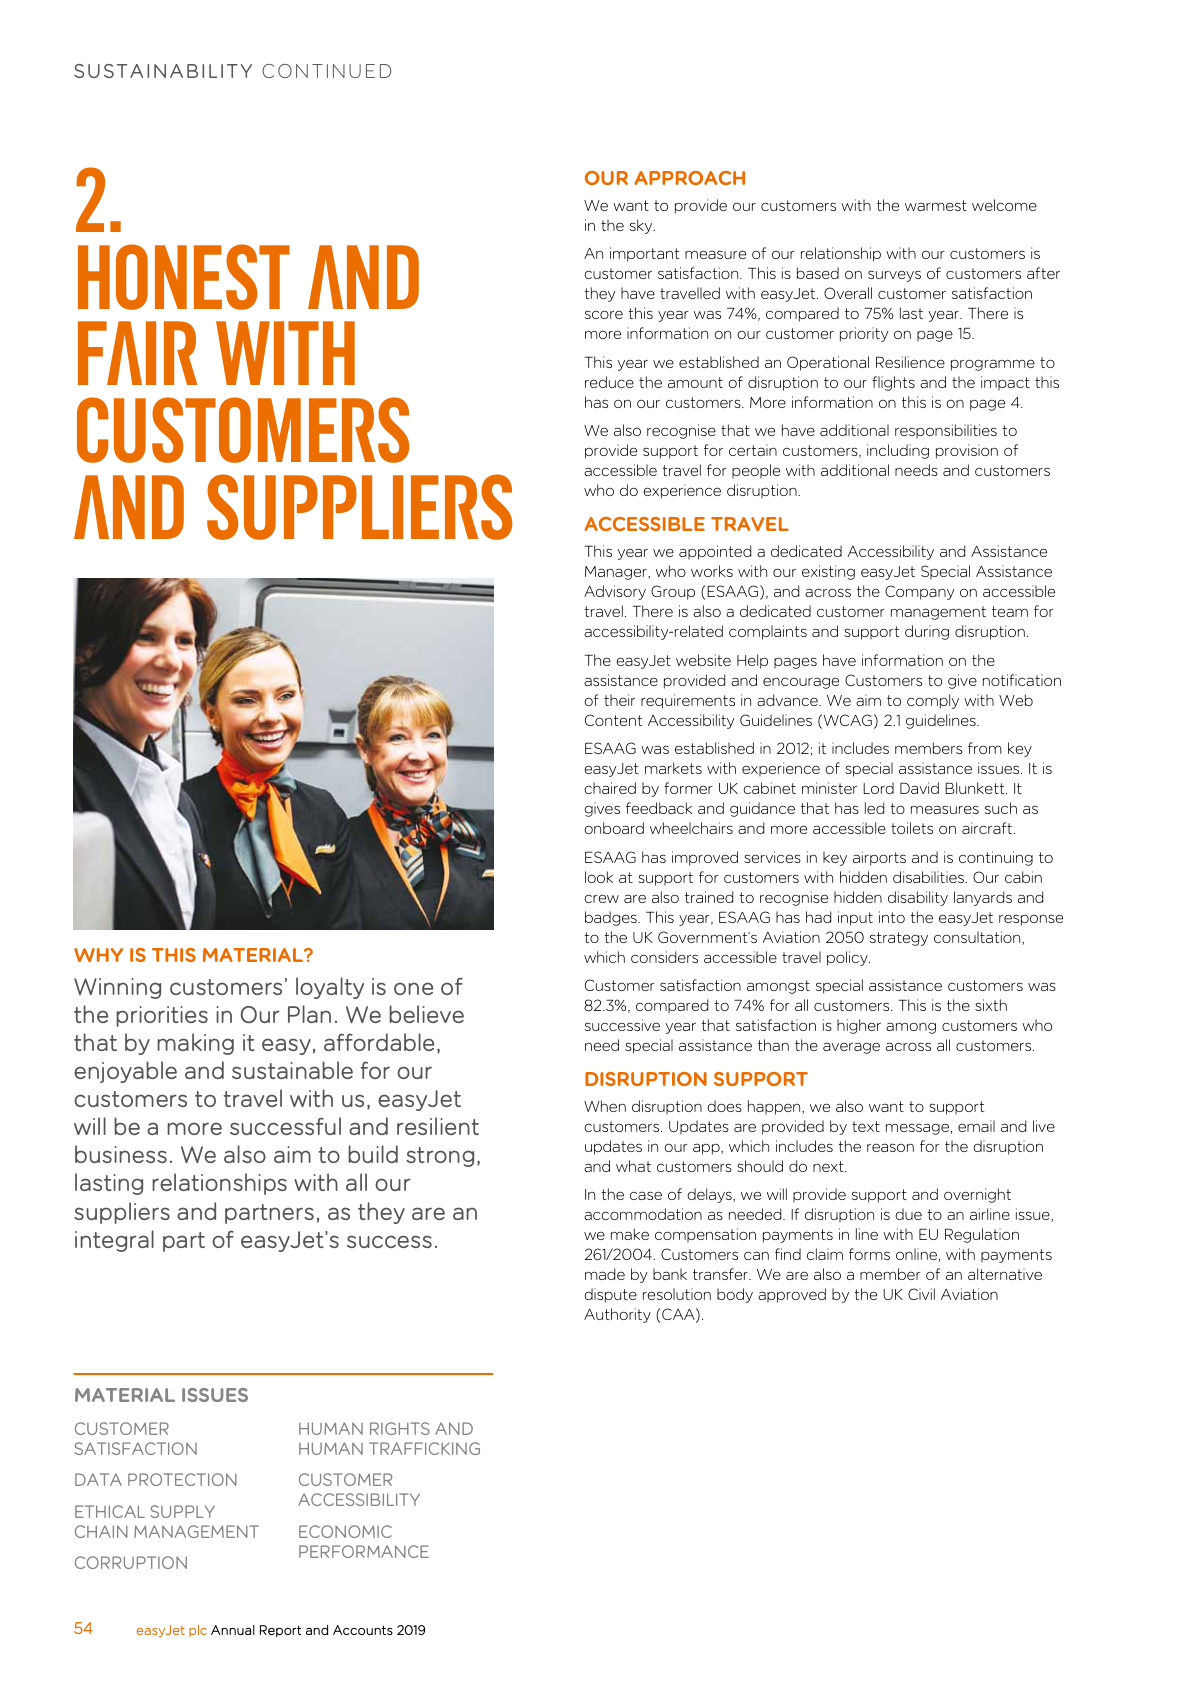 SUSTAINABILITY CONTINUED
2.
HONEST AND
FAIR WITH
CUSTOMERS
AND SUPPLIERS
WHY IS THIS MATERIAL?
Winning customers’ loyalty is one of
the priorities in Our Plan. We believe
that by making it easy, affordable,
enjoyable and sustainable for our
customers to travel with us, easyJet
will be a more successful and resilient
business. We also aim to build strong,
lasting relationships with all our
suppliers and partners, as they are an
integral part of easyJet’s success.
MATERIAL ISSUES
CUSTOMER
SATISFACTION
DATA PROTECTION
ETHICAL SUPPLY
CHAIN MANAGEMENT
CORRUPTION
HUMAN RIGHTS AND
HUMAN TRAFFICKING
CUSTOMER
ACCESSIBILITY
ECONOMIC
PERFORMANCE
OUR APPROACH
We want to provide our customers with the warmest welcome
in the sky.
An important measure of our relationship with our customers is
customer satisfaction. This is based on surveys of customers after
they have travelled with easyJet. Overall customer satisfaction
score this year was 74%, compared to 75% last year. There is
more information on our customer priority on page 15.
This year we established an Operational Resilience programme to
reduce the amount of disruption to our flights and the impact this
has on our customers. More information on this is on page 4.
We also recognise that we have additional responsibilities to
provide support for certain customers, including provision of
accessible travel for people with additional needs and customers
who do experience disruption.
ACCESSIBLE TRAVEL
This year we appointed a dedicated Accessibility and Assistance
Manager, who works with our existing easyJet Special Assistance
Advisory Group (ESAAG), and across the Company on accessible
travel. There is also a dedicated customer management team for
accessibility-related complaints and support during disruption.
The easyJet website Help pages have information on the
assistance provided and encourage Customers to give notification
of their requirements in advance. We aim to comply with Web
Content Accessibility Guidelines (WCAG) 2.1 guidelines.
ESAAG was established in 2012; it includes members from key
easyJet markets with experience of special assistance issues. It is
chaired by former UK cabinet minister Lord David Blunkett. It
gives feedback and guidance that has led to measures such as
onboard wheelchairs and more accessible toilets on aircraft.
ESAAG has improved services in key airports and is continuing to
look at support for customers with hidden disabilities. Our cabin
crew are also trained to recognise hidden disability lanyards and
badges. This year, ESAAG has had input into the easyJet response
to the UK Government’s Aviation 2050 strategy consultation,
which considers accessible travel policy.
Customer satisfaction amongst special assistance customers was
82.3%, compared to 74% for all customers. This is the sixth
successive year that satisfaction is higher among customers who
need special assistance than the average across all customers.
DISRUPTION SUPPORT
When disruption does happen, we also want to support
customers. Updates are provided by text message, email and live
updates in our app, which includes the reason for the disruption
and what customers should do next.
In the case of delays, we will provide support and overnight
accommodation as needed. If disruption is due to an airline issue,
we make compensation payments in line with EU Regulation
261/2004. Customers can find claim forms online, with payments
made by bank transfer. We are also a member of an alternative
dispute resolution body approved by the UK Civil Aviation
Authority (CAA).
54 easyJet plc Annual Report and Accounts 2019